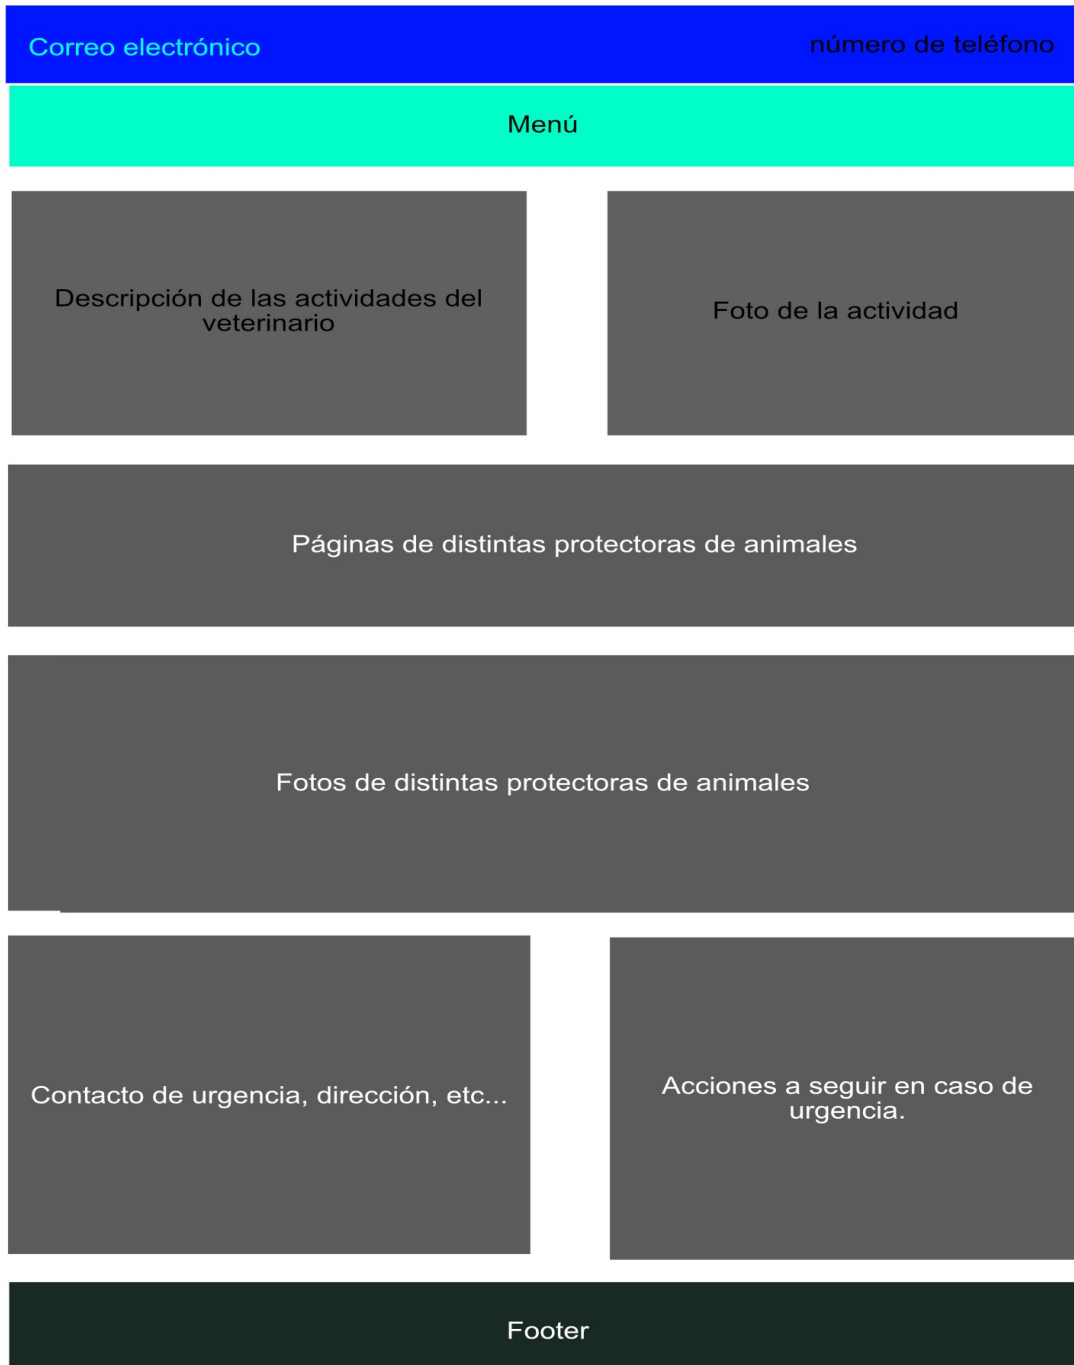 Correo electrónico
número de teléfono
Menú
Descripción de las actividades del
veterinario
Foto de la actividad
Páginas de distintas protectoras de animales
Fotos de distintas protectoras de animales
Contacto de urgencia, dirección, etc...
Acciones a seguir en caso de
urgencia.
Footer